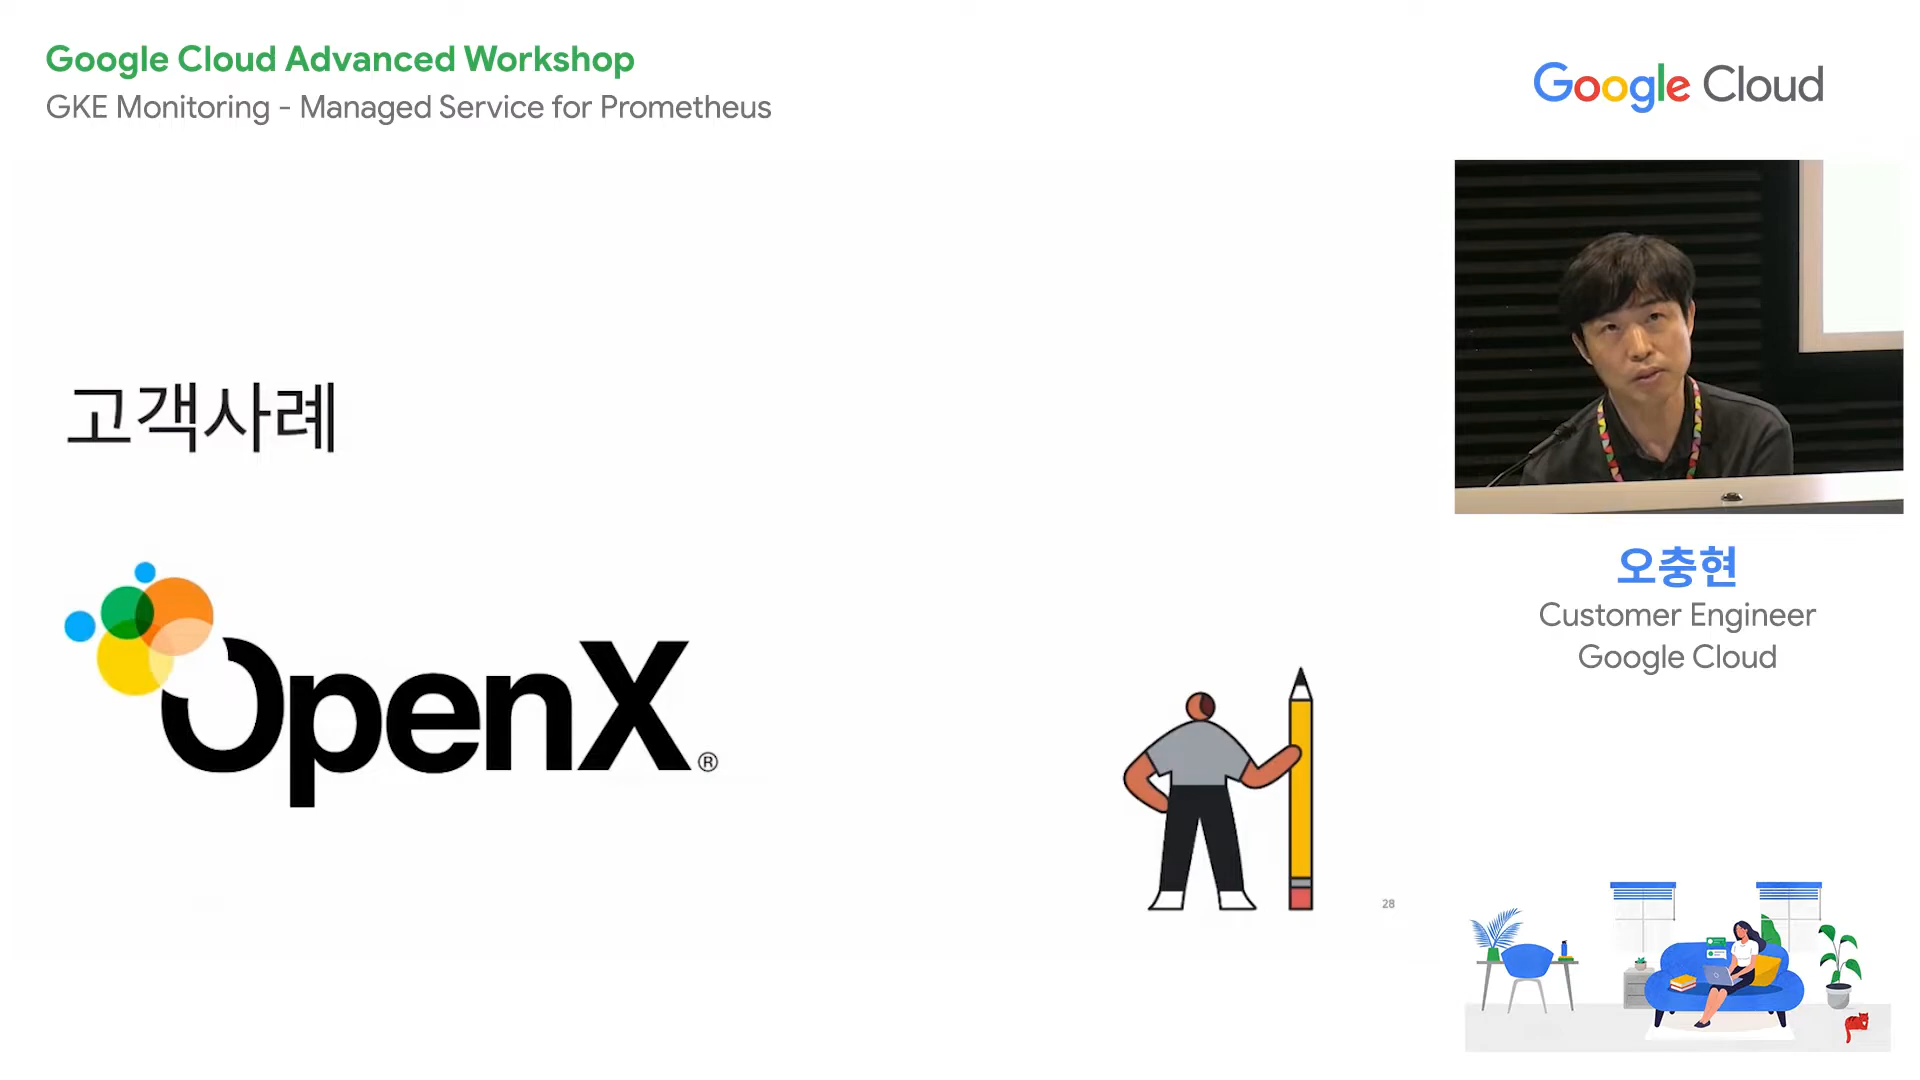 Google Cloud Advanced Workshop
GKE Monitoring - Managed Service for Prometheus
Google Cloud
고객사례
OpenX®
28
오충현
Customer Engineer
Google Cloud